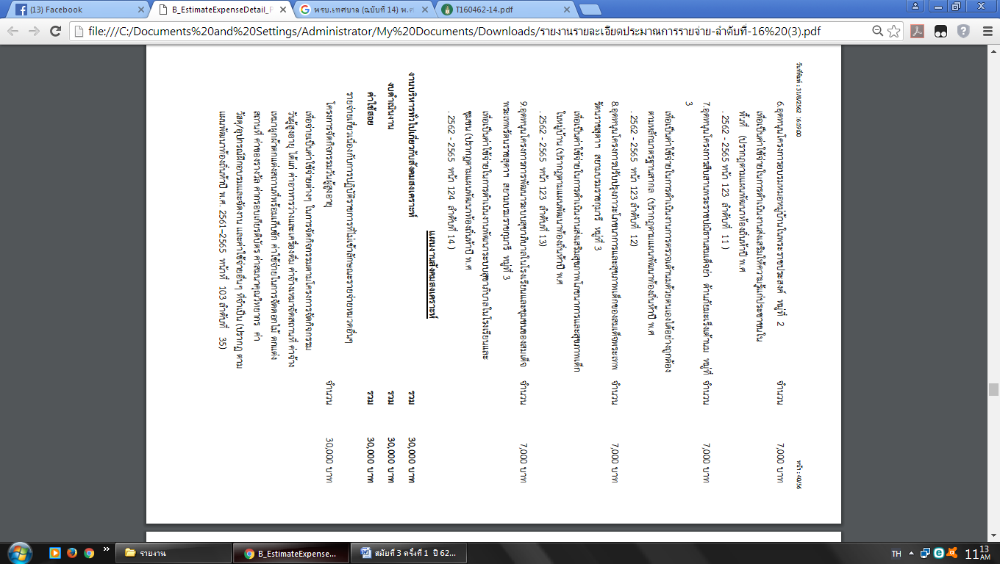 (13) Facebook
B_EstimateExpenseDetail_F
พรบ.เทศบาล (ฉบับที่ 14) พ.ศ
T160462-14.pdf
file:///C:/Documents%20and%20Settings/Administrator/My%20Documents/Downloads/รายงานรายละเอียดประมาณการรายจ่าย-ลำดับที่-16%20(3).pdf
วันที่พิมพ์ : 31/8/2562 16:19:00
หน้า : 40/56
6.อุดหนุนโครงการอบรมหมอหมู่บ้านในพระราชประสงค์ หมู่ที่ 2 จำนวน 7,000 บาท
เพื่อเป็นค่าใช้จ่ายในการดำเนินงานส่งเสริมให้ความรู้แก่ประชาชนใน
พื้นที่ (ปรากฏตามแผนพัฒนาท้องถิ่นห้าปี พ.ศ
. 2562 - 2565 หน้า 123 ลำดับที่ 11 )
7.อุดหนุนโครงการสืบสานพระราชปณิธานสมเด็จย่า ต้านภัยมะเร็งเต้านม หมู่ที่ จำนวน 7,000 บาท
3
เพื่อเป็นค่าใช้จ่ายในการดำเนินงานการตรวจเต้านมด้วยตนเองได้อย่างถูกต้อง
ตามหลักมาตรฐานสากล (ปรากฏตามแผนพัฒนาท้องถิ่นห้าปี พ.ศ
. 2562 - 2565 หน้า 123 ลำดับที่ 12)
8.อุดหนุนโครงการปรับปรุงภาวะโภชนาการและสุขภาพเด็กของสมเด็จพระเทพ จำนวน 7,000 บาท
รัตนราชสุดาฯ สยามบรมราชกุมารี หมู่ที่ 3
เพื่อเป็นค่าใช้จ่ายในการดำเนินงานส่งเสริมสุขภาพโภชนาการและสุขภาพเด็ก
ในหมู่บ้าน (ปรากฏตามแผนพัฒนาท้องถิ่นห้าปี พ.ศ
. 2562 - 2565 หน้า 123 ลำดับที่ 13)
9.อุดหนุนโครงการการพัฒนาระบบสุขาภิบาลในโรงเรียนและชุมชนของสมเด็จ จำนวน 7,000 บาท
พระเทพรัตนราชสุดาฯ สยามบรมราชกุมารี หมู่ที่ 3
เพื่อเป็นค่าใช้จ่ายในการดำเนินงานพัฒนาระบบสุขาภิบาลในโรงเรียนและ
ชุมชน (ปรากฏตามแผนพัฒนาท้องถิ่นห้าปี พ.ศ
. 2562 - 2565 หน้า 124 ลำดับที่ 14 )
แผนงานสังคมสงเคราะห์
งานบริหารทั่วไปเกี่ยวกับสังคมสงเคราะห์ รวม 30,000 บาท
งบดำเนินงาน รวม 30,000 บาท
ค่าใช้สอย รวม 30,000 บาท
รายจ่ายเกี่ยวเนื่องกับการปฏิบัติราชการที่ไม่เข้าลักษณะรายจ่ายหมวดอื่นๆ
โครงการจัดกิจกรรมวันผู้สูงอายุ จำนวน 30,000 บาท
เพื่อจ่ายเป็นค่าใช้จ่ายต่างๆ ในการจัดกิจกรรมตามโครงการจัดกิจกรรม
วันผู้สูงอายุ ได้แก่ ค่าอาหารว่างและเครื่องดื่ม ค่าจ้างเหมาจัดสถานที่ ค่าจ้าง
เหมาผูกผ้าตกแต่งสถานที่พร้อมเก็บซัก ค่าใช้จ่ายในการจัดดอกไม้ ตกแต่ง
สถานที่ ค่าของรางวัล ค่ากรอบเกียรติบัตร ค่าสมนาคุณวิทยากร ค่า
วัสดุ/อุปกรณ์ฝึกอบรมและจัดงาน และค่าใช้จ่ายอื่นๆ ที่จำเป็น (ปรากฏ ตาม
แผนพัฒนาท้องถิ่นห้าปี พ.ศ. 2561–2565 หน้าที่ 103 ลำดับที่ 35)
รายงาน
B_EstimateExpense...
สมัยที่ 3 ครั้งที่ 1 ปี 62...
TH
11 13 AM